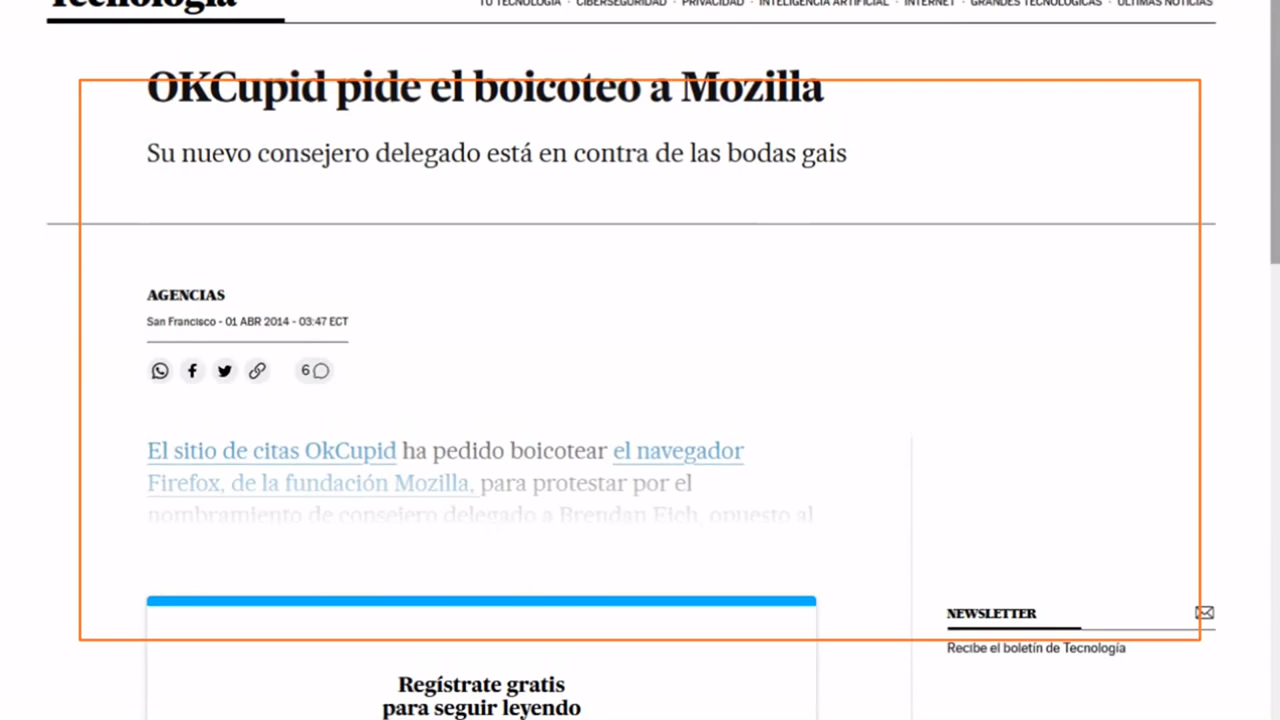 Tecnología
TU TECNOLOGÍA · CIBERSEGURIDAD · PRIVACIDAD · INTELIGENCIA ARTIFICIAL · INTERNET · GRANDES TECNOLÓGICAS · ÚLTIMAS NOTICIAS
OKCupid pide el boicoteo a Mozilla
Su nuevo consejero delegado está en contra de las bodas gais
AGENCIAS
San Francisco - 01 ABR 2014 - 03:47 ECT
6
El sitio de citas OkCupid ha pedido boicotear el navegador
Firefox, de la fundación Mozilla, para protestar por el
nombramiento de consejero delegado a Brendan Eich, opuesto al
NEWSLETTER
Recibe el boletín de Tecnología
Regístrate gratis
para seguir leyendo